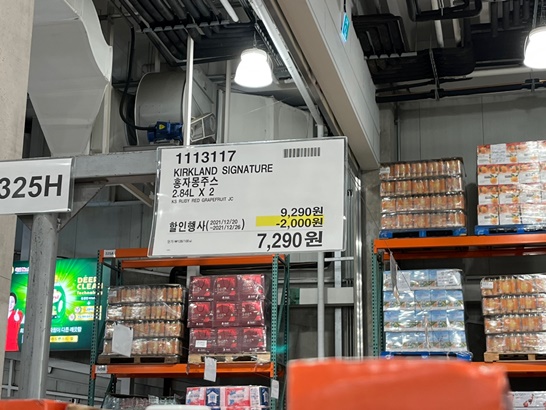 325H
1113117
KIRKLAND SIGNATURE
홍자몽주스
2.84L X 2
KS RUBY RED GRAPEFRUIT JC
9,290원
할인행사(2021/12/20
~2021/12/26)
-2,000원
7,290원
DEEP
CLEA